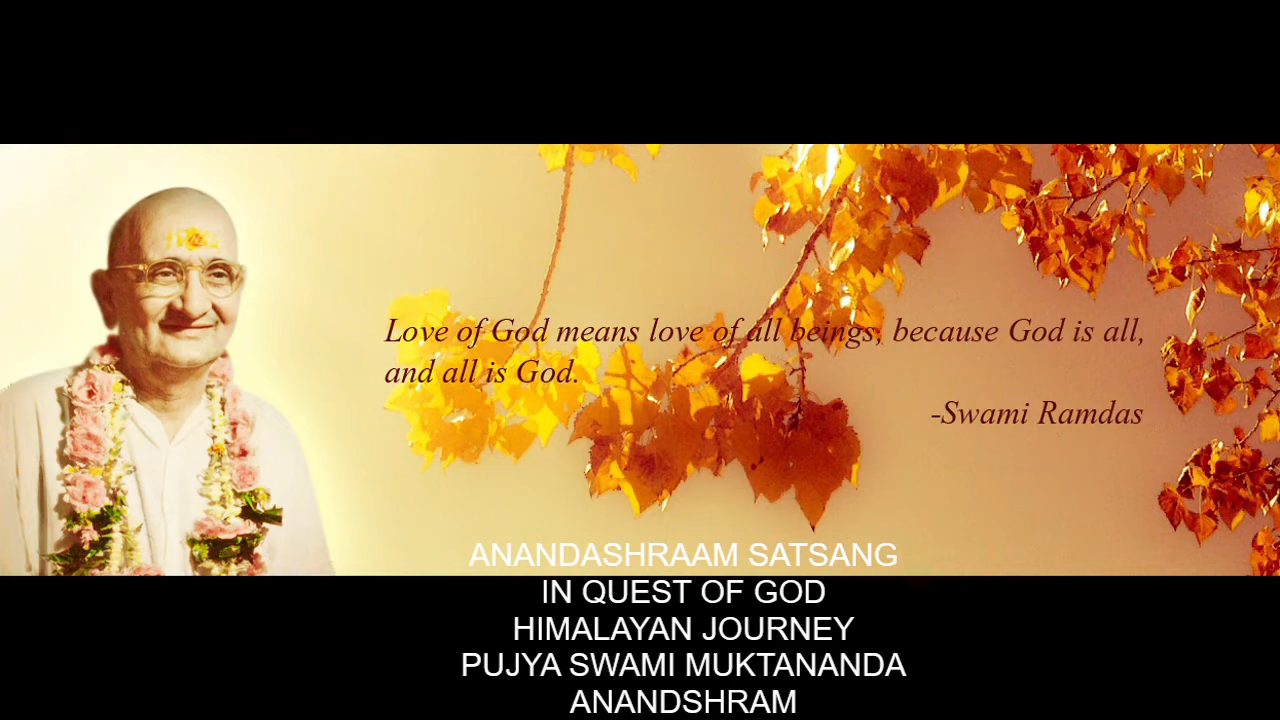 Love of God means love of all beings, because God is all,
and all is God.
-Swami Ramdas
ANANDASHRAAM SATSANG
IN QUEST OF GOD
HIMALAYAN JOURNEY
PUJYA SWAMI MUKTANANDA
ANANDSHRAM